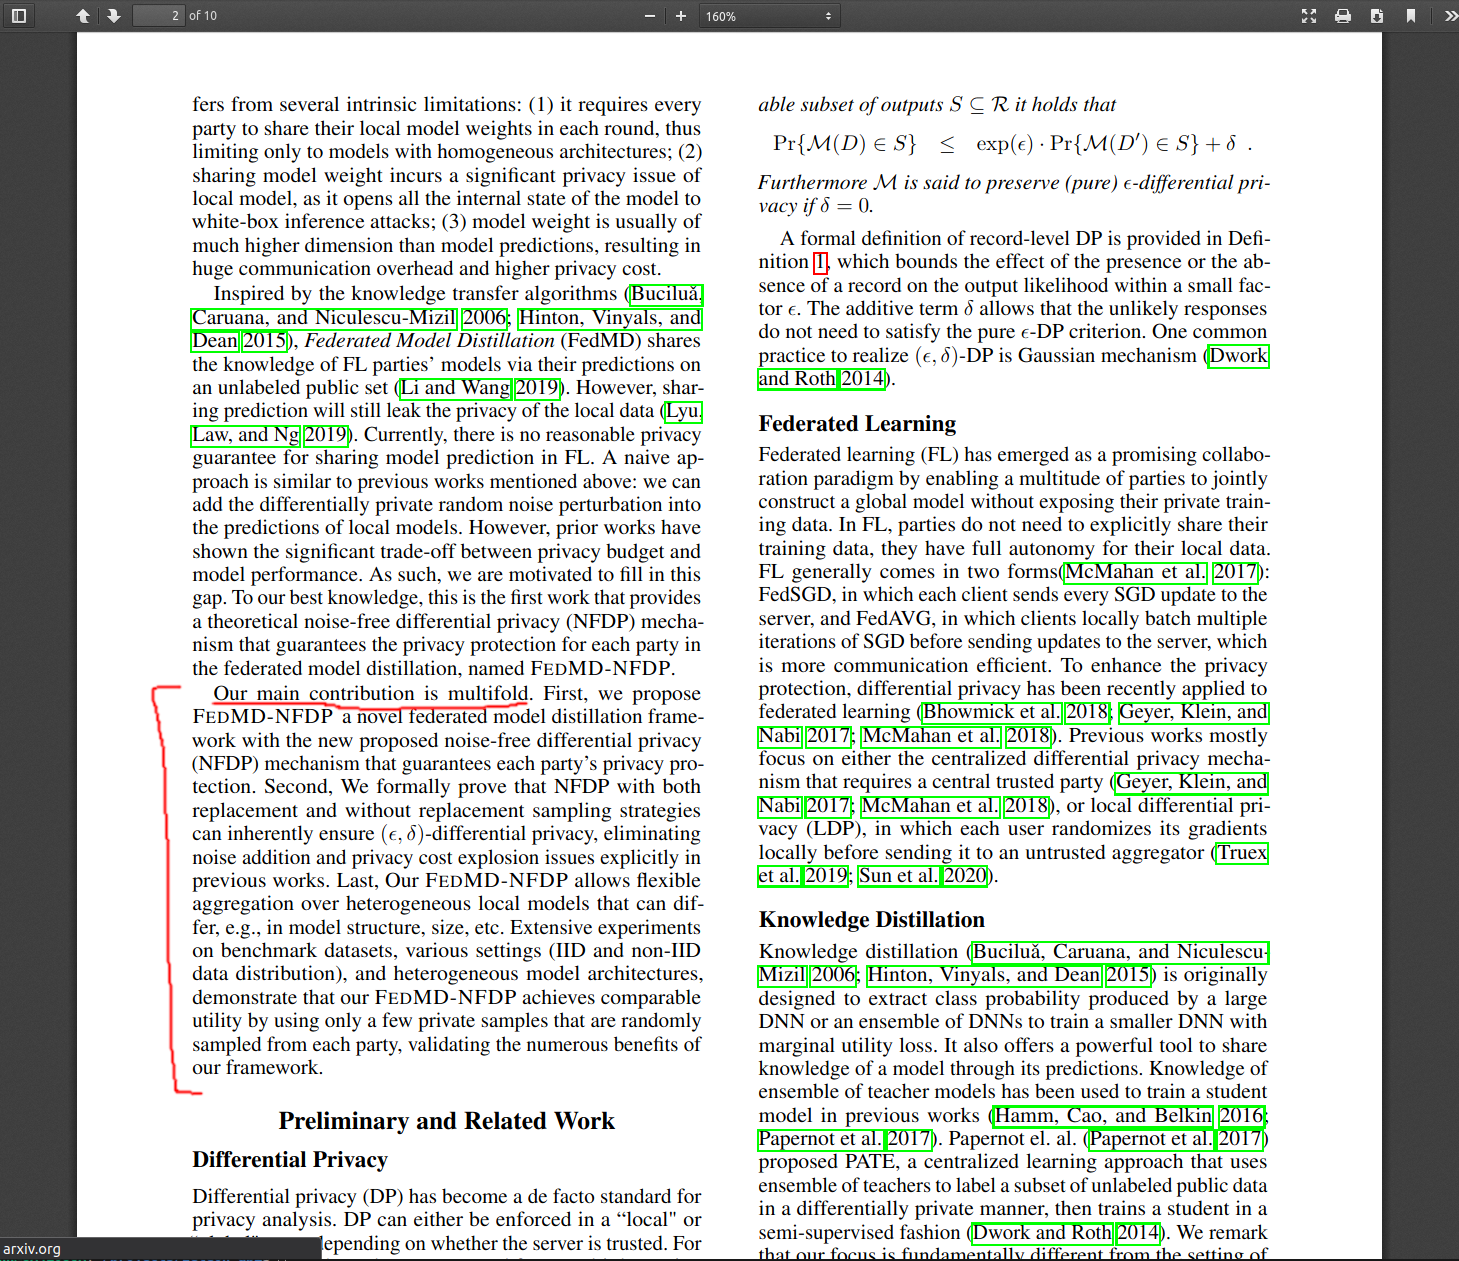 2 of 10
160%
fers from several intrinsic limitations: (1) it requires every
party to share their local model weights in each round, thus
limiting only to models with homogeneous architectures; (2)
sharing model weight incurs a significant privacy issue of
local model, as it opens all the internal state of the model to
white-box inference attacks; (3) model weight is usually of
much higher dimension than model predictions, resulting in
huge communication overhead and higher privacy cost.
Inspired by the knowledge transfer algorithms (Buciluǎ,
Caruana, and Niculescu-Mizil 2006; Hinton, Vinyals, and
Dean 2015), Federated Model Distillation (FedMD) shares
the knowledge of FL parties' models via their predictions on
an unlabeled public set (Li and Wang 2019). However, shar-
ing prediction will still leak the privacy of the local data (Lyu,
Law, and Ng 2019). Currently, there is no reasonable privacy
guarantee for sharing model prediction in FL. A naive ap-
proach is similar to previous works mentioned above: we can
add the differentially private random noise perturbation into
the predictions of local models. However, prior works have
shown the significant trade-off between privacy budget and
model performance. As such, we are motivated to fill in this
gap. To our best knowledge, this is the first work that provides
a theoretical noise-free differential privacy (NFDP) mecha-
nism that guarantees the privacy protection for each party in
the federated model distillation, named FEDMD-NFDP.
Our main contribution is multifold. First, we propose
FEDMD-NFDP a novel federated model distillation frame-
work with the new proposed noise-free differential privacy
(NFDP) mechanism that guarantees each party's privacy pro-
tection. Second, We formally prove that NFDP with both
replacement and without replacement sampling strategies
can inherently ensure (ϵ, δ)-differential privacy, eliminating
noise addition and privacy cost explosion issues explicitly in
previous works. Last, Our FEDMD-NFDP allows flexible
aggregation over heterogeneous local models that can dif-
fer, e.g., in model structure, size, etc. Extensive experiments
on benchmark datasets, various settings (IID and non-IID
data distribution), and heterogeneous model architectures,
demonstrate that our FEDMD-NFDP achieves comparable
utility by using only a few private samples that are randomly
sampled from each party, validating the numerous benefits of
our framework.
Preliminary and Related Work
Differential Privacy
Differential privacy (DP) has become a de facto standard for
privacy analysis. DP can either be enforced in a "local" or
depending on whether the server is trusted. For
able subset of outputs S ⊆ R it holds that
Pr{M(D) ∈ S} ≤ exp(ϵ) · Pr{M(D′) ∈ S} + δ .
Furthermore M is said to preserve (pure) ϵ-differential pri-
vacy if δ = 0.
A formal definition of record-level DP is provided in Defi-
nition 1, which bounds the effect of the presence or the ab-
sence of a record on the output likelihood within a small fac-
tor ϵ. The additive term δ allows that the unlikely responses
do not need to satisfy the pure ϵ-DP criterion. One common
practice to realize (ϵ, δ)-DP is Gaussian mechanism (Dwork
and Roth 2014).
Federated Learning
Federated learning (FL) has emerged as a promising collabo-
ration paradigm by enabling a multitude of parties to jointly
construct a global model without exposing their private train-
ing data. In FL, parties do not need to explicitly share their
training data, they have full autonomy for their local data.
FL generally comes in two forms(McMahan et al. 2017):
FedSGD, in which each client sends every SGD update to the
server, and FedAVG, in which clients locally batch multiple
iterations of SGD before sending updates to the server, which
is more communication efficient. To enhance the privacy
protection, differential privacy has been recently applied to
federated learning (Bhowmick et al. 2018; Geyer, Klein, and
Nabi 2017; McMahan et al. 2018). Previous works mostly
focus on either the centralized differential privacy mecha-
nism that requires a central trusted party (Geyer, Klein, and
Nabi 2017; McMahan et al. 2018), or local differential pri-
vacy (LDP), in which each user randomizes its gradients
locally before sending it to an untrusted aggregator (Truex
et al. 2019; Sun et al. 2020).
Knowledge Distillation
Knowledge distillation (Buciluǎ, Caruana, and Niculescu-
Mizil 2006; Hinton, Vinyals, and Dean 2015) is originally
designed to extract class probability produced by a large
DNN or an ensemble of DNNs to train a smaller DNN with
marginal utility loss. It also offers a powerful tool to share
knowledge of a model through its predictions. Knowledge of
ensemble of teacher models has been used to train a student
model in previous works (Hamm, Cao, and Belkin 2016;
Papernot et al. 2017). Papernot el. al. (Papernot et al. 2017)
proposed PATE, a centralized learning approach that uses
ensemble of teachers to label a subset of unlabeled public data
in a differentially private manner, then trains a student in a
semi-supervised fashion (Dwork and Roth 2014). We remark
that our focus is fundamentally different from the setting of
arxiv.org